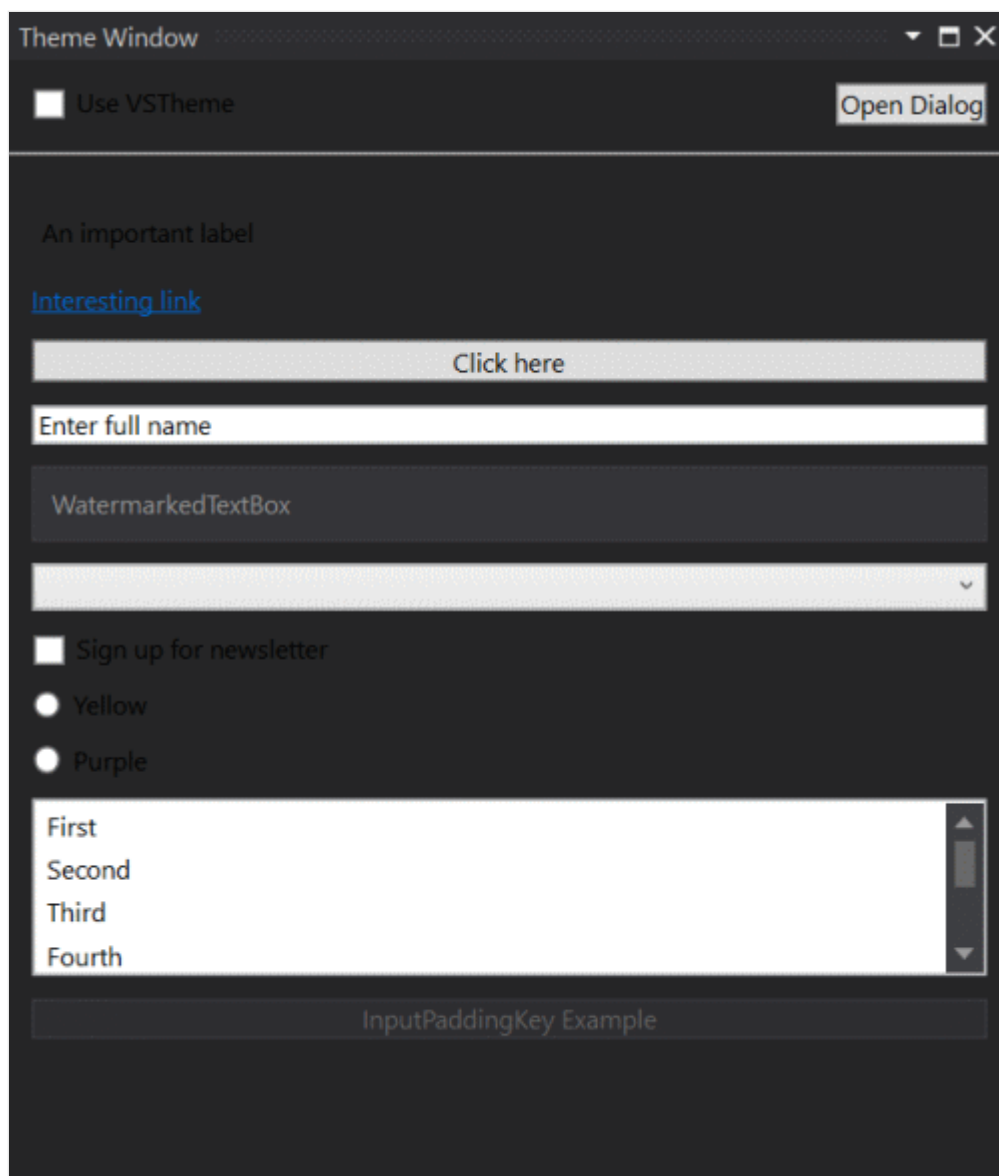 Theme Window
Use VSTheme
Open Dialog
An important label
Interesting link
Click here
Enter full name
WatermarkedTextBox
Sign up for newsletter
Yellow
Purple
First
Second
Third
Fourth
InputPaddingKey Example